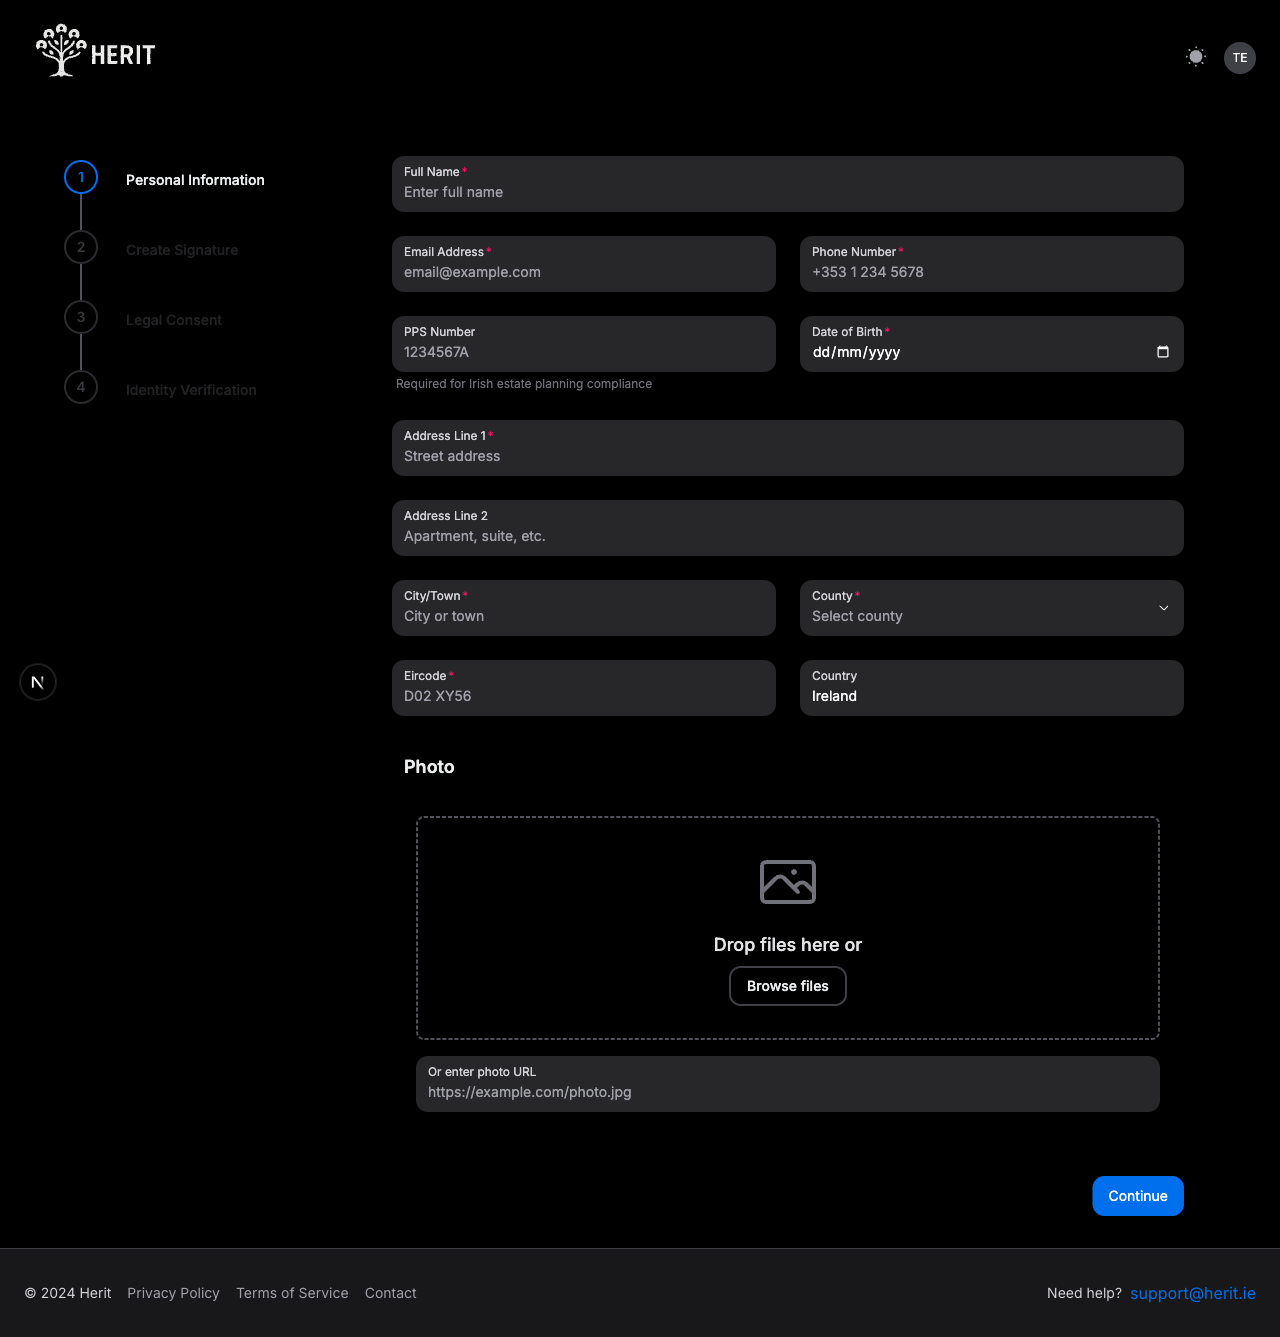 HERIT
TE
1 Personal Information
2 Create Signature
3 Legal Consent
4 Identity Verification
Full Name*
Enter full name
Email Address*
email@example.com
Phone Number*
+353 1 234 5678
PPS Number
1234567A
Required for Irish estate planning compliance
Date of Birth*
dd/mm/yyyy
Address Line 1*
Street address
Address Line 2
Apartment, suite, etc.
City/Town*
City or town
County*
Select county
Eircode*
D02 XY56
Country
Ireland
N
Photo
Drop files here or
Browse files
Or enter photo URL
https://example.com/photo.jpg
Continue
© 2024 Herit Privacy Policy Terms of Service Contact
Need help? support@herit.ie